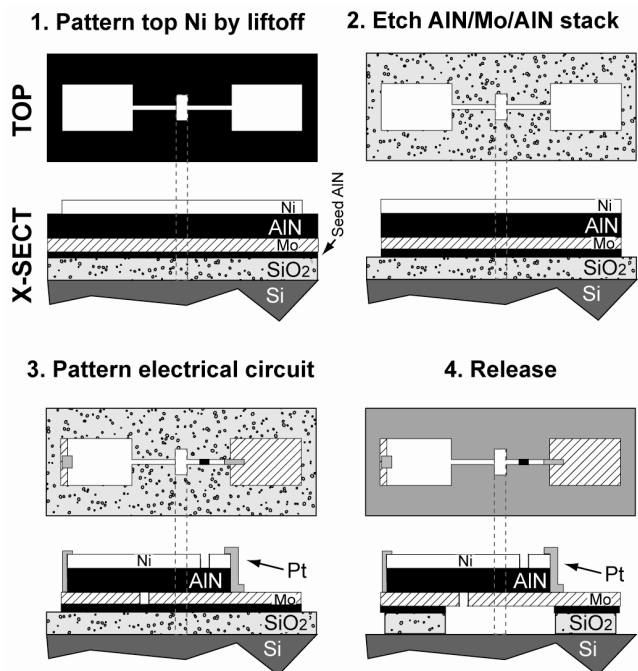 1. Pattern top Ni by liftoff
TOP
X-SECT
Ni
AlN
Mo
SiO2
Si
Seed AlN
2. Etch AlN/Mo/AlN stack
Ni
AlN
Mo
SiO2
Si
3. Pattern electrical circuit
Ni
AlN
Pt
Mo
SiO2
Si
4. Release
Ni
AlN
Pt
Mo
SiO2
Si